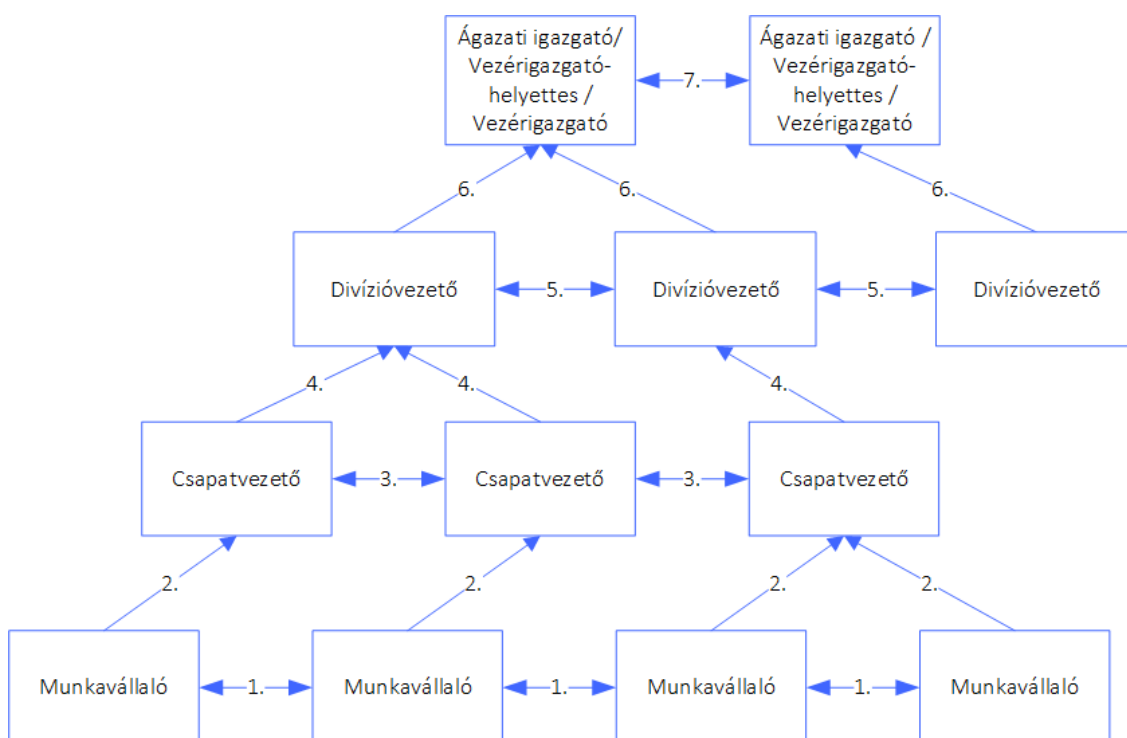 Ágazati igazgató/
Vezérigazgató-
helyettes /
Vezérigazgató
7.
Ágazati igazgató /
Vezérigazgató-
helyettes /
Vezérigazgató
6.
6.
6.
Divízióvezető
5.
Divízióvezető
5.
Divízióvezető
4.
4.
4.
Csapatvezető
3.
Csapatvezető
3.
Csapatvezető
2.
2.
2.
2.
Munkavállaló
1.
Munkavállaló
1.
Munkavállaló
1.
Munkavállaló